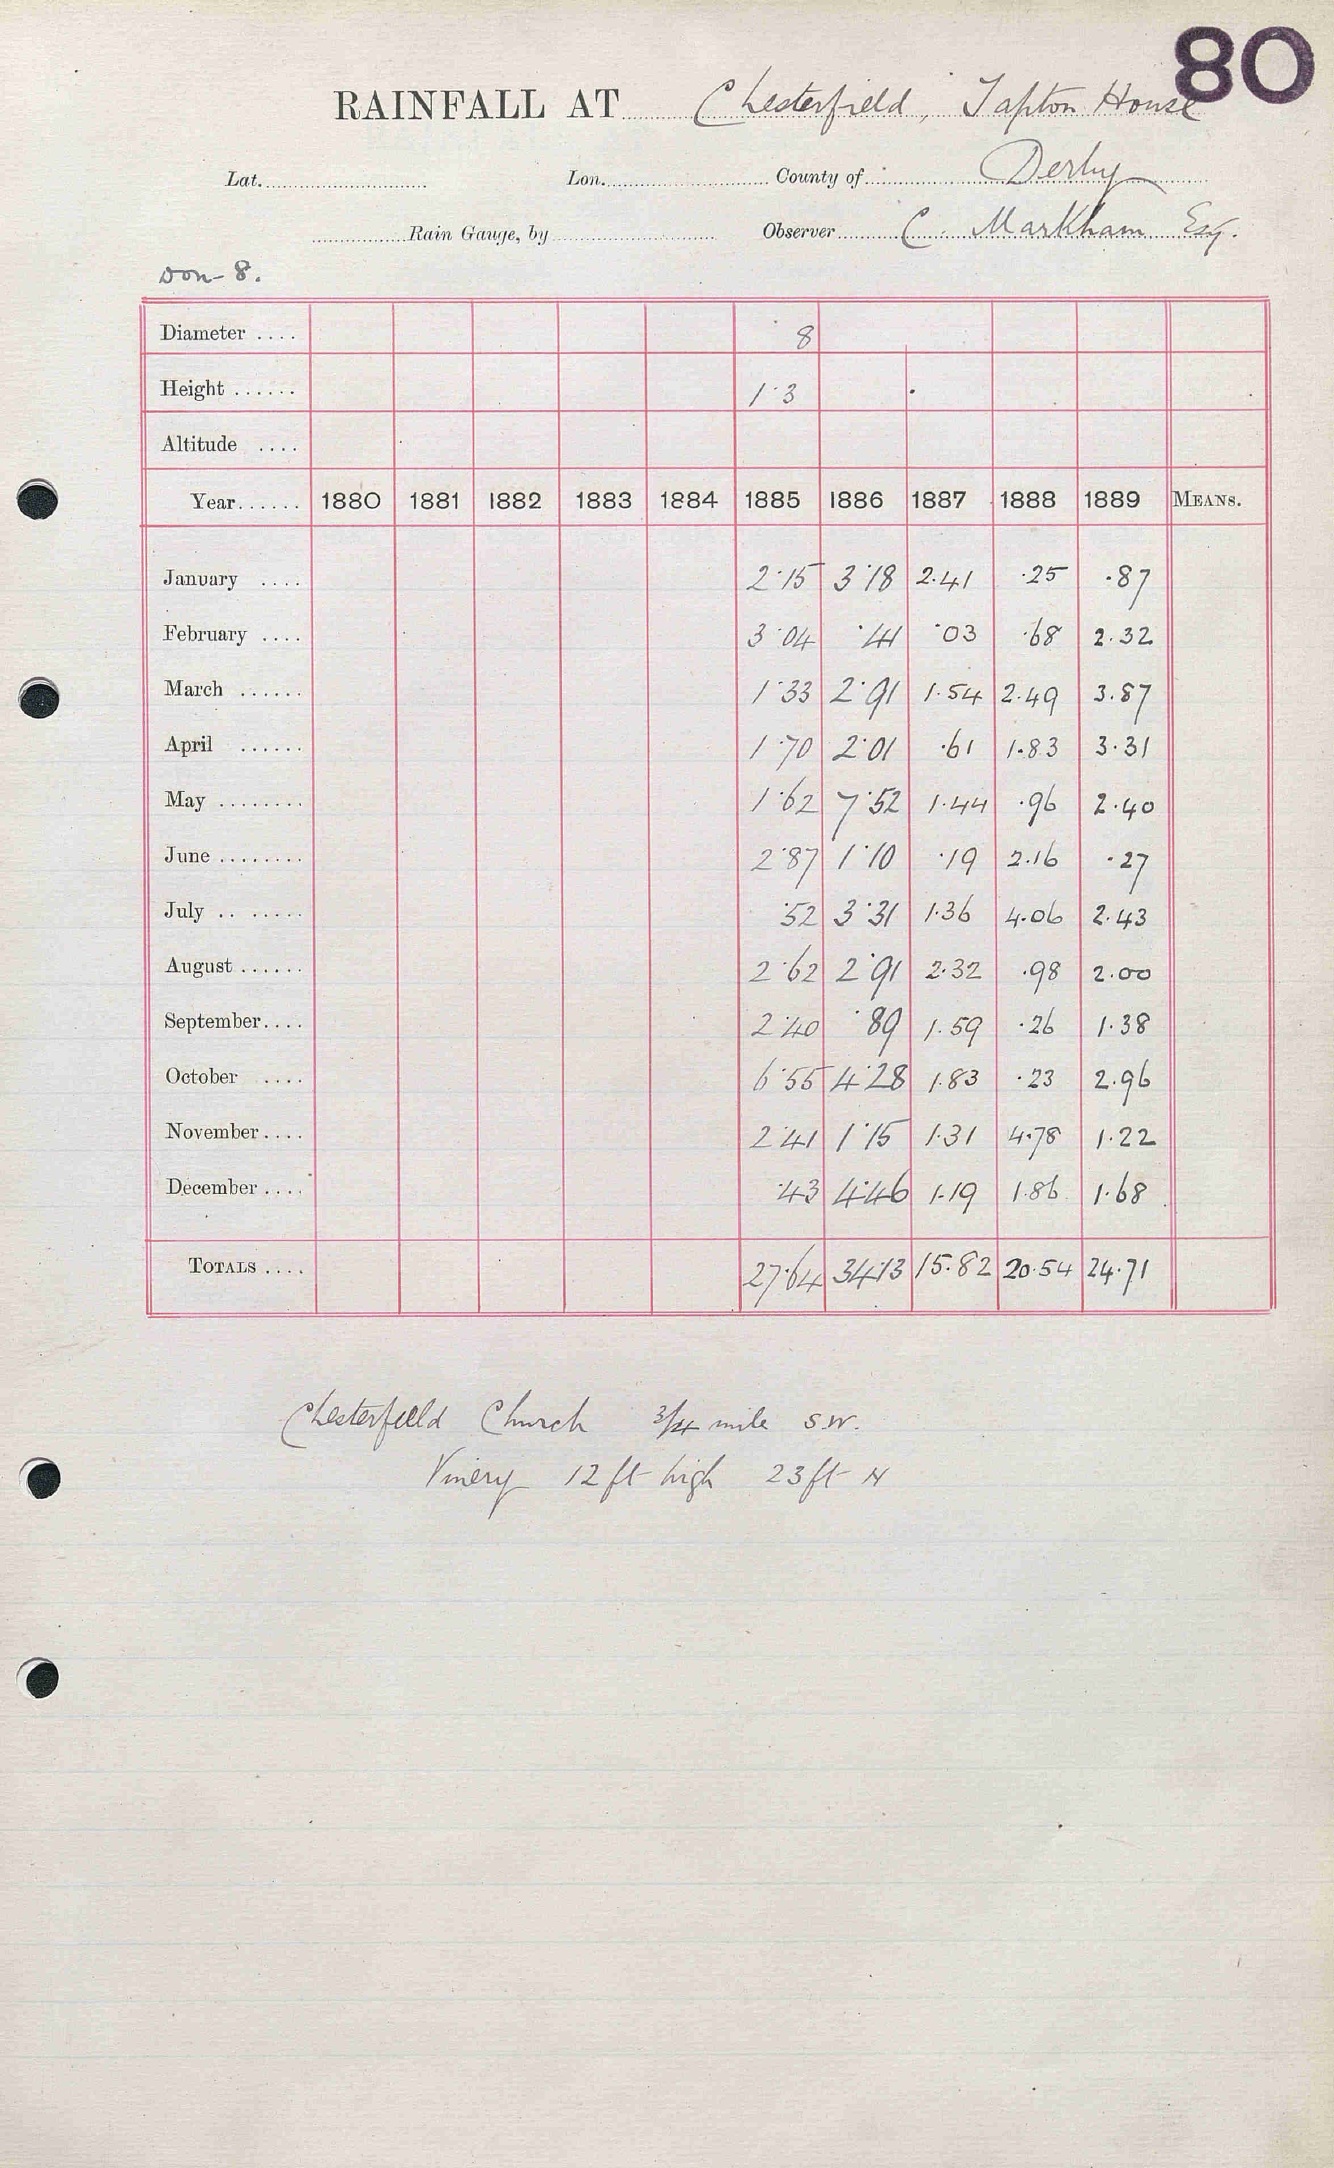 80
RAINFALL AT Chesterfield, Tapton House
Lat. Lon. County of Derby
Rain Gauge, by Observer C. Markham Esq.
Don 8.
Diameter .... 8
Height ...... 1·3
Altitude ....
Year...... 1880 1881 1882 1883 1884 1885 1886 1887 1888 1889 MEANS.
January .... 2·15 3·18 2.41 ·25 ·87
February .... 3·04 ·41 ·03 ·68 2.32
March ...... 1·33 2·91 1.54 2.49 3.87
April ...... 1·70 2·01 ·61 1.83 3.31
May ........ 1·62 7·52 1.44 ·96 2.40
June ........ 2·87 1·10 ·19 2.16 ·27
July .. ..... ·52 3·31 1.36 4.06 2.43
August ...... 2·62 2·91 2.32 ·98 2.00
September.... 2·40 ·89 1.59 ·26 1.38
October .... 6·55 4·28 1.83 ·23 2.96
November.... 2·41 1·15 1.31 4.78 1.22
December .... ·43 4·46 1.19 1.86 1.68
TOTALS .... 27·64 34·13 15.82 20.54 24.71
Chesterfield Church 3/4 mile S.W.
Vinery 12 ft high 23 ft N